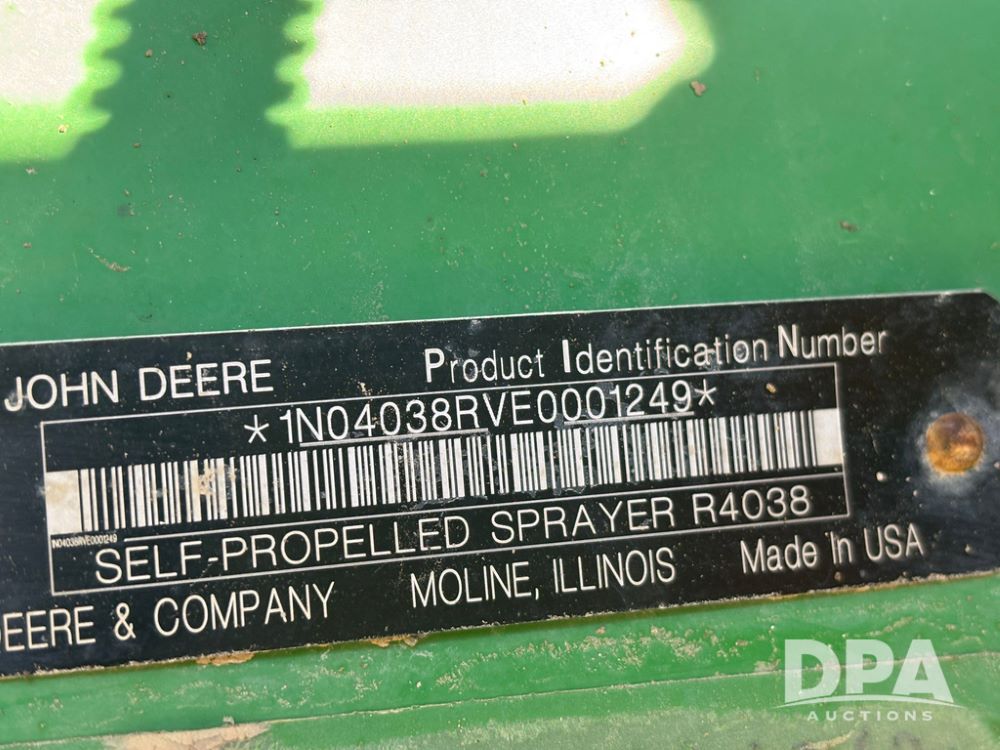 JOHN DEERE
Product Identification Number
*1N04038RVE0001249*
1N04038RVE0001249
SELF-PROPELLED SPRAYER R4038
DEERE & COMPANY MOLINE, ILLINOIS Made In USA
DPA
AUCTIONS